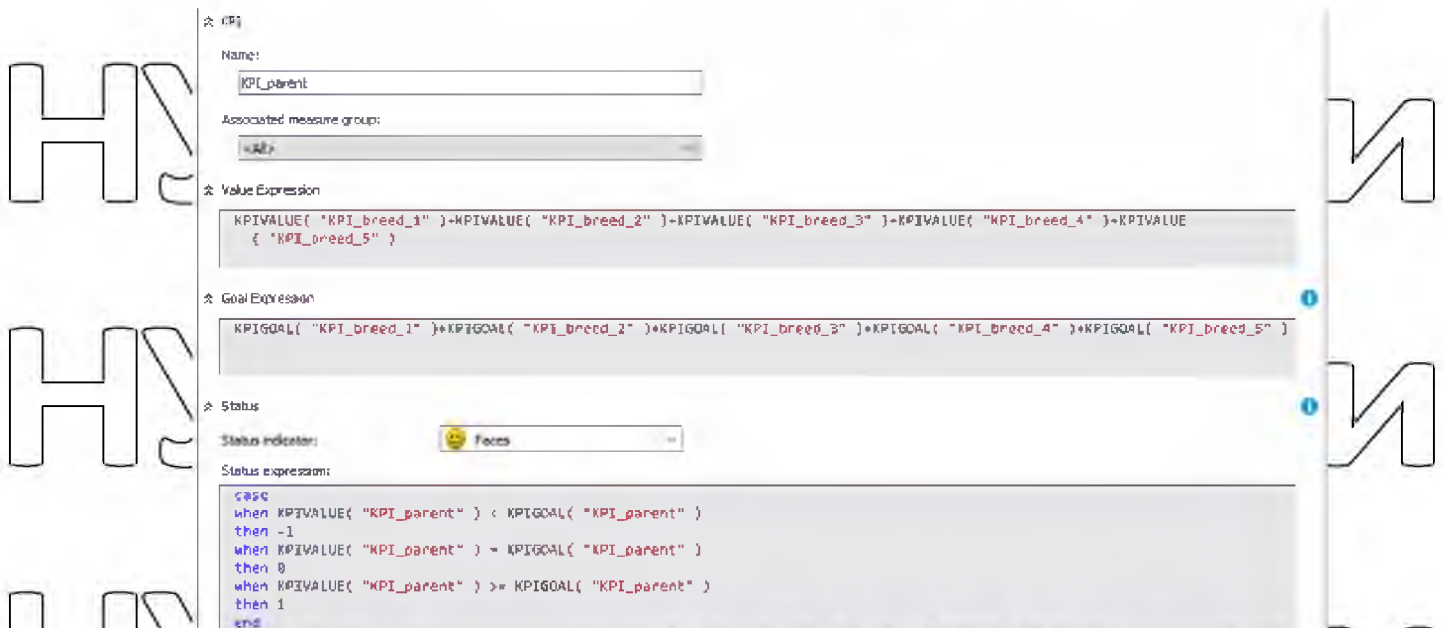 KPI
Name:
KPI_parent
Associated measure group:
<All>
Value Expression
KPIVALUE( "KPI_breed_1" )+KPIVALUE( "KPI_breed_2" )+KPIVALUE( "KPI_breed_3" )+KPIVALUE( "KPI_breed_4" )+KPIVALUE
( "KPI_breed_5" )
Goal Expression
KPIGOAL( "KPI_breed_1" )+KPIGOAL( "KPI_breed_2" )+KPIGOAL( "KPI_breed_3" )+KPIGOAL( "KPI_breed_4" )+KPIGOAL( "KPI_breed_5" )
Status
Status indicator:
Faces
Status expression:
case
when KPIVALUE( "KPI_parent" ) < KPIGOAL( "KPI_parent" )
then -1
when KPIVALUE( "KPI_parent" ) = KPIGOAL( "KPI_parent" )
then 0
when KPIVALUE( "KPI_parent" ) >= KPIGOAL( "KPI_parent" )
then 1
end